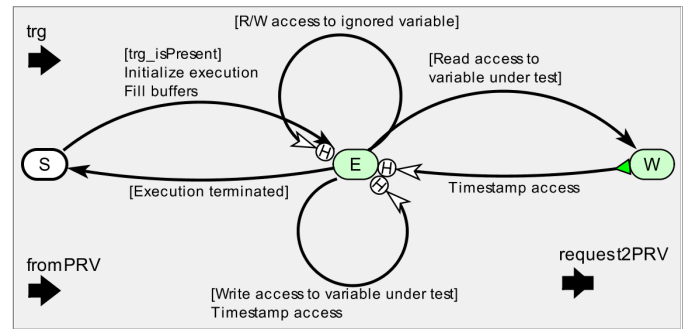 trg
[R/W access to ignored variable]
[trg_isPresent]
Initialize execution
Fill buffers
[Read access to
variable under test]
S
H
E
H
H
W
[Execution terminated]
Timestamp access
fromPRV
request2PRV
[Write access to variable under test]
Timestamp access